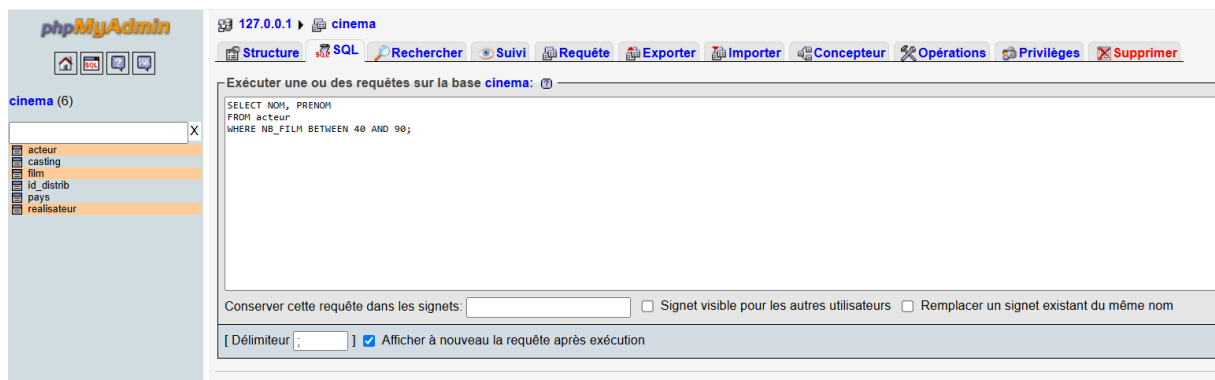 phpMyAdmin
127.0.0.1 cinema
Structure SQL Rechercher Suivi Requête Exporter Importer Concepteur Opérations Privilèges Supprimer
SQL
cinema (6)
X
acteur
casting
film
id_distrib
pays
realisateur
Exécuter une ou des requêtes sur la base cinema:
SELECT NOM, PRENOM
FROM acteur
WHERE NB_FILM BETWEEN 40 AND 90;
Conserver cette requête dans les signets: Signet visible pour les autres utilisateurs Remplacer un signet existant du même nom
[ Délimiteur ; ] Afficher à nouveau la requête après exécution